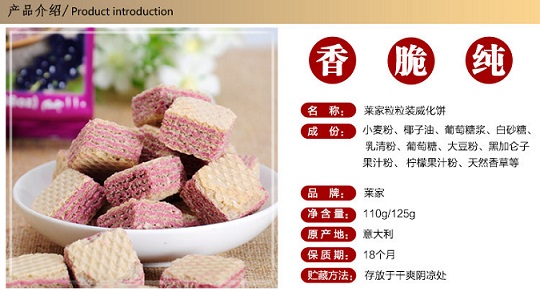 产品介绍/ Product introduction
香 脆 纯
名 称： 莱家粒粒装威化饼
成 份： 小麦粉、椰子油、葡萄糖浆、白砂糖、
乳清粉、葡萄糖、大豆粉、黑加仑子
果汁粉、柠檬果汁粉、天然香草等
品 牌： 莱家
净含量： 110g/125g
原产地： 意大利
保质期： 18个月
贮藏方法： 存放于干爽阴凉处